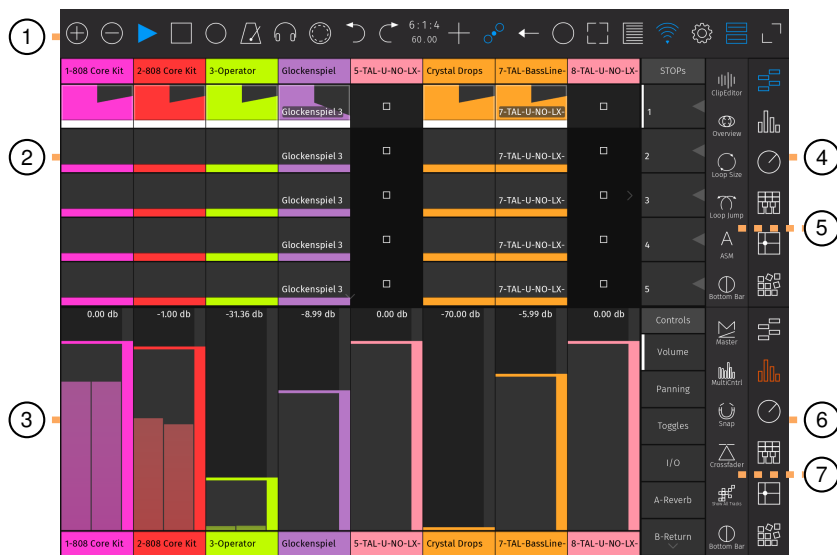 1
6:1:4
60.00
1-808 Core Kit 2-808 Core Kit 3-Operator Glockenspiel 5-TAL-U-NO-LX- Crystal Drops 7-TAL-BassLine- 8-TAL-U-NO-LX- STOPs
ClipEditor
Glockenspiel 3 7-TAL-U-NO-LX- 1
Overview
2 Glockenspiel 3 7-TAL-U-NO-LX- 2 4
Loop Size
Glockenspiel 3 7-TAL-U-NO-LX- 3
Loop Jump
5
Glockenspiel 3 7-TAL-U-NO-LX- 4
ASM
Glockenspiel 3 7-TAL-U-NO-LX- 5
Bottom Bar
0.00 db -1.00 db -31.36 db -8.99 db 0.00 db -70.00 db -5.99 db 0.00 db Controls
Master
Volume
MultiCntrl
Panning
3 Toggles Snap 6
I/O Crossfader
7
A-Reverb
B-Return
Bottom Bar
1-808 Core Kit 2-808 Core Kit 3-Operator Glockenspiel 5-TAL-U-NO-LX- Crystal Drops 7-TAL-BassLine- 8-TAL-U-NO-LX-